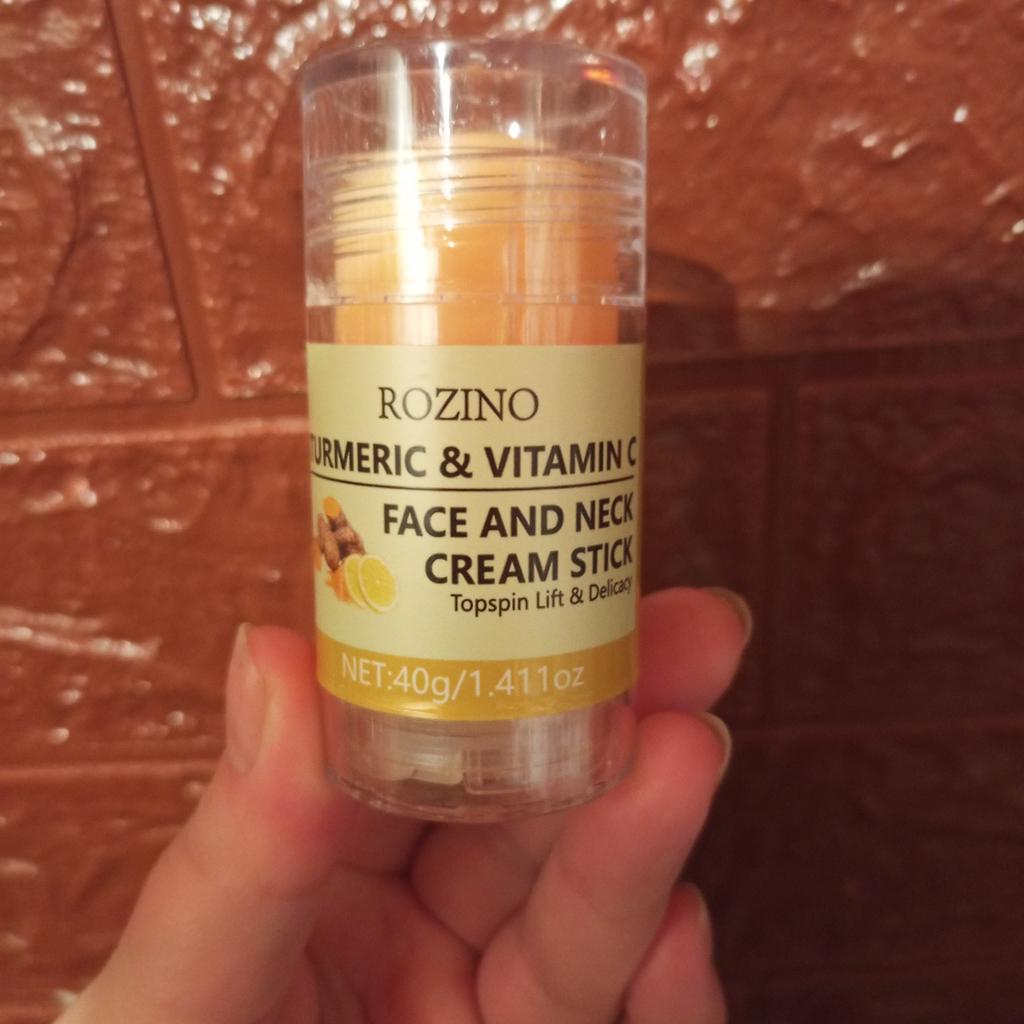 ROZINO
TURMERIC & VITAMIN C
FACE AND NECK
CREAM STICK
Topspin Lift & Delicacy
NET:40g/1.411oz